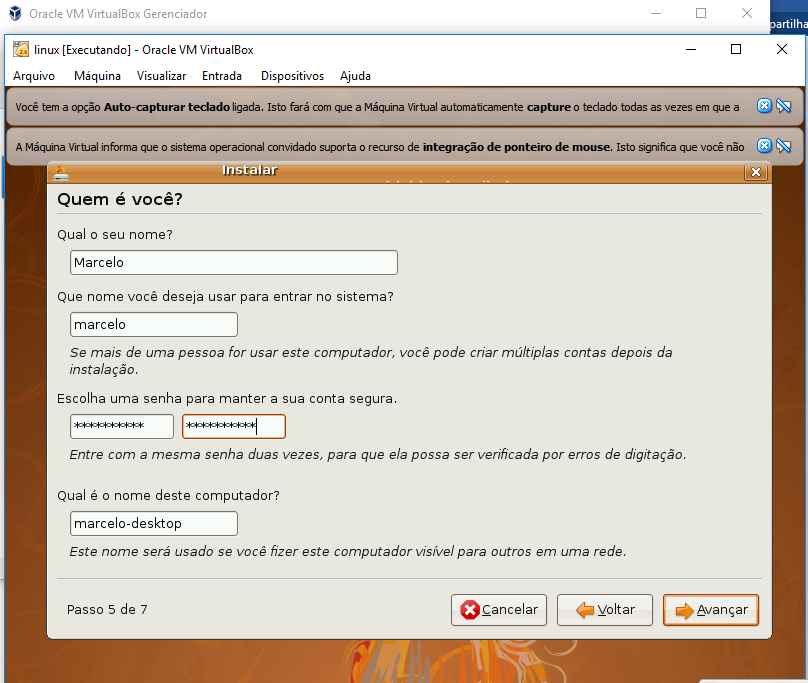 Oracle VM VirtualBox Gerenciador
partilha
linux [Executando] - Oracle VM VirtualBox
Arquivo Máquina Visualizar Entrada Dispositivos Ajuda
Você tem a opção Auto-capturar teclado ligada. Isto fará com que a Máquina Virtual automaticamente capture o teclado todas as vezes em que a
A Máquina Virtual informa que o sistema operacional convidado suporta o recurso de integração de ponteiro de mouse. Isto significa que você não
Instalar
Quem é você?
Qual o seu nome?
Marcelo
Que nome você deseja usar para entrar no sistema?
marcelo
Se mais de uma pessoa for usar este computador, você pode criar múltiplas contas depois da
instalação.
Escolha uma senha para manter a sua conta segura.
*********** ***********
Entre com a mesma senha duas vezes, para que ela possa ser verificada por erros de digitação.
Qual é o nome deste computador?
marcelo-desktop
Este nome será usado se você fizer este computador visível para outros em uma rede.
Passo 5 de 7 Cancelar Voltar Avançar